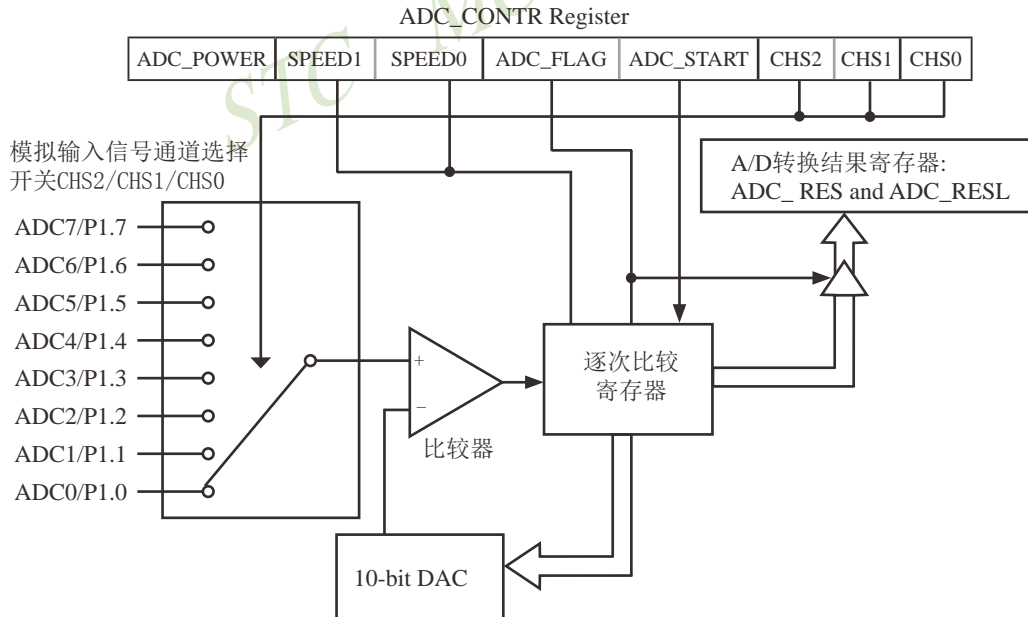 ADC_CONTR Register
ADC_POWER SPEED1 SPEED0 ADC_FLAG ADC_START CHS2 CHS1 CHS0
STC MC
模拟输入信号通道选择
开关CHS2/CHS1/CHS0
A/D转换结果寄存器:
ADC_ RES and ADC_RESL
ADC7/P1.7
ADC6/P1.6
ADC5/P1.5
ADC4/P1.4
ADC3/P1.3
ADC2/P1.2
ADC1/P1.1
ADC0/P1.0
+
−
比较器
逐次比较
寄存器
10-bit DAC